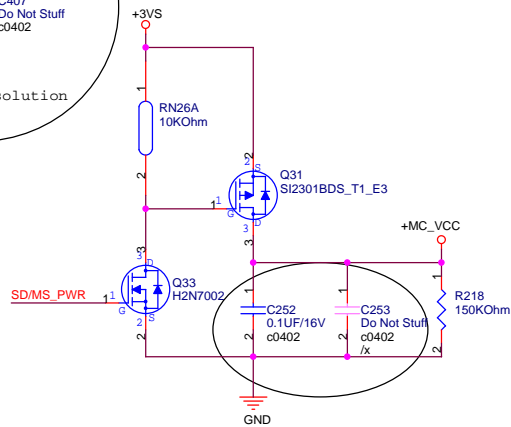 C407
Do Not Stuff
c0402
solution
+3VS
1
RN26A
10KOhm
2
2
2
S
Q31
SI2301BDS_T1_E3
1
1
G
D
3
3
+MC_VCC
3
3
D
Q33
H2N7002
SD/MS_PWR
1
1
G
S
2
2
1
C252
0.1UF/16V
c0402
2
1
C253
Do Not Stuff
c0402
/x
2
1
R218
150KOhm
2
GND